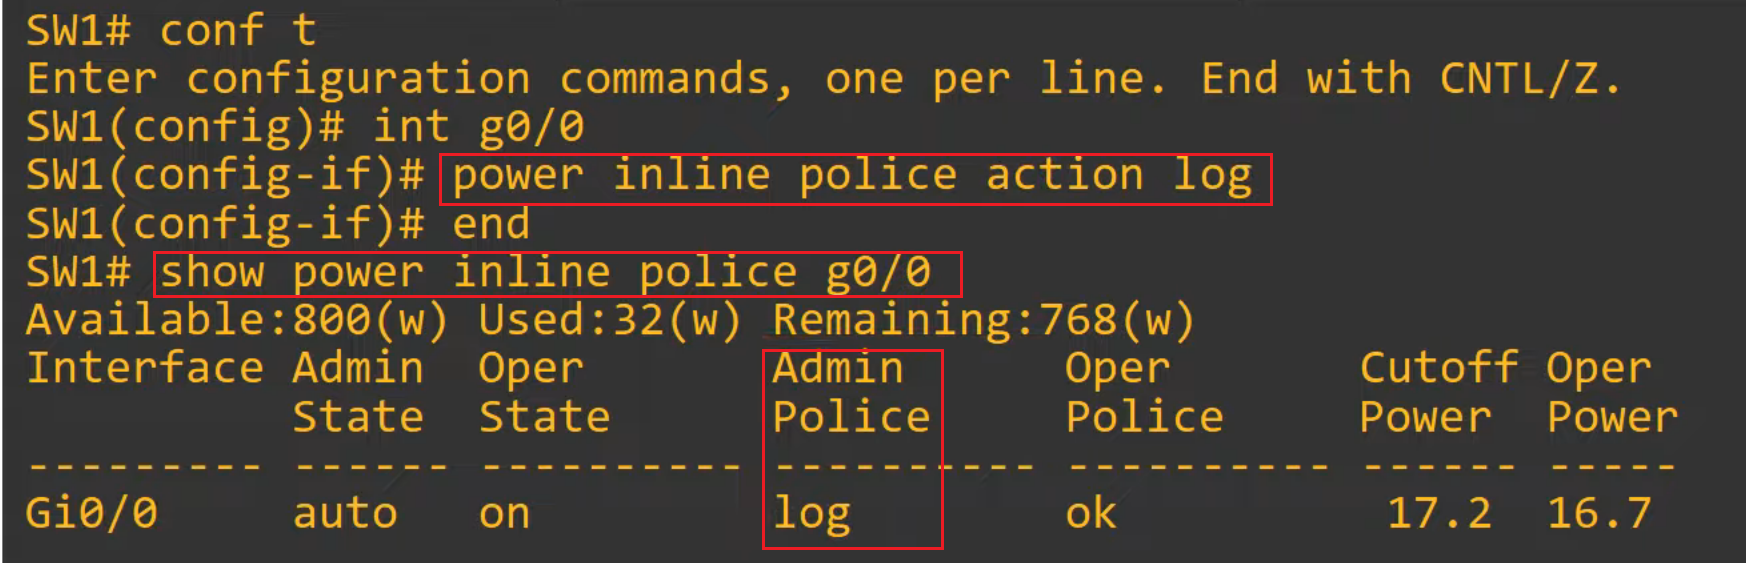 SW1# conf t
Enter configuration commands, one per line. End with CNTL/Z.
SW1(config)# int g0/0
SW1(config-if)# power inline police action log
SW1(config-if)# end
SW1# show power inline police g0/0
Available:800(w) Used:32(w) Remaining:768(w)
Interface Admin Oper Admin Oper Cutoff Oper
State State Police Police Power Power
--------- ------ ---------- ---------- ---------- ------ -----
Gi0/0 auto on log ok 17.2 16.7